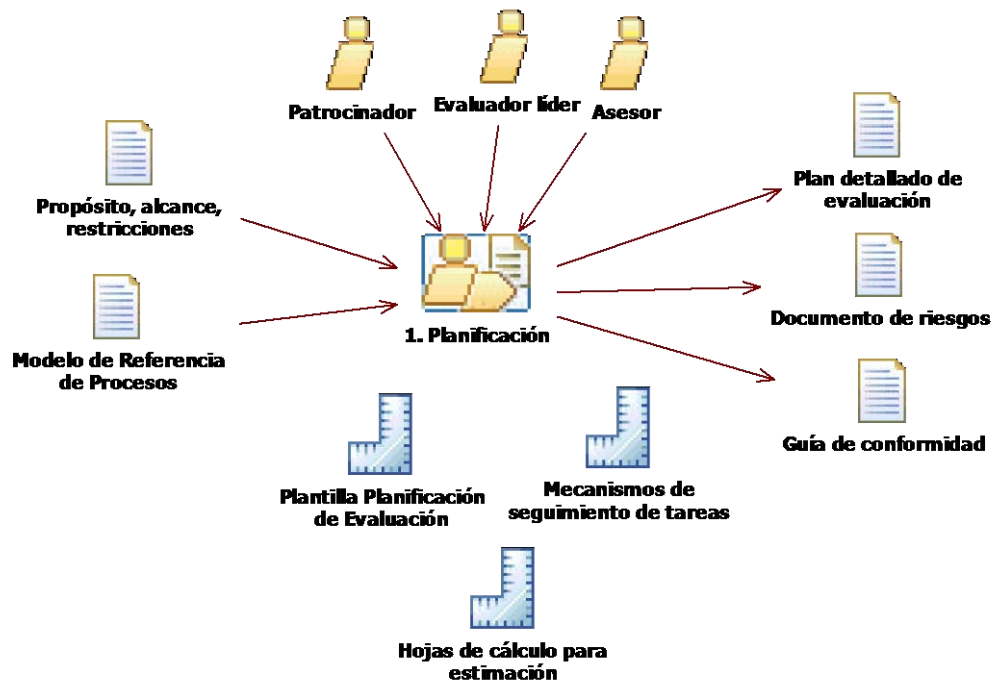 Patrocinador
Evaluador líder
Asesor
Propósito, alcance,
restricciones
Plan detallado de
evaluación
1. Planificación
Modelo de Referencia
de Procesos
Documento de riesgos
Guía de conformidad
Plantilla Planificación
de Evaluación
Mecanismos de
seguimiento de tareas
Hojas de cálculo para
estimación